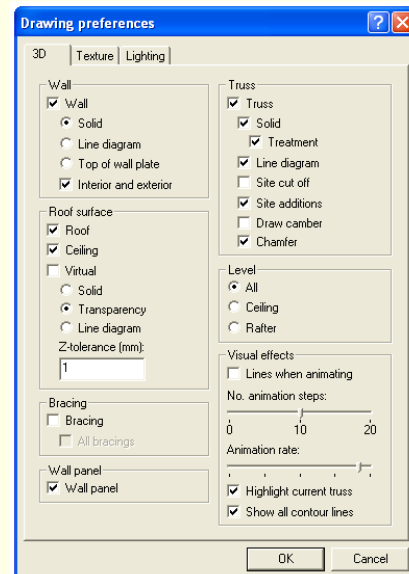 Drawing preferences
3D
Texture
Lighting
Wall
Wall
Solid
Line diagram
Top of wall plate
Interior and exterior
Roof surface
Roof
Ceiling
Virtual
Solid
Transparency
Line diagram
Z-tolerance (mm):
1
Bracing
Bracing
All bracings
Wall panel
Wall panel
Truss
Truss
Solid
Treatment
Line diagram
Site cut off
Site additions
Draw camber
Chamfer
Level
All
Ceiling
Rafter
Visual effects
Lines when animating
No. animation steps:
0 10 20
Animation rate:
Highlight current truss
Show all contour lines
OK
Cancel